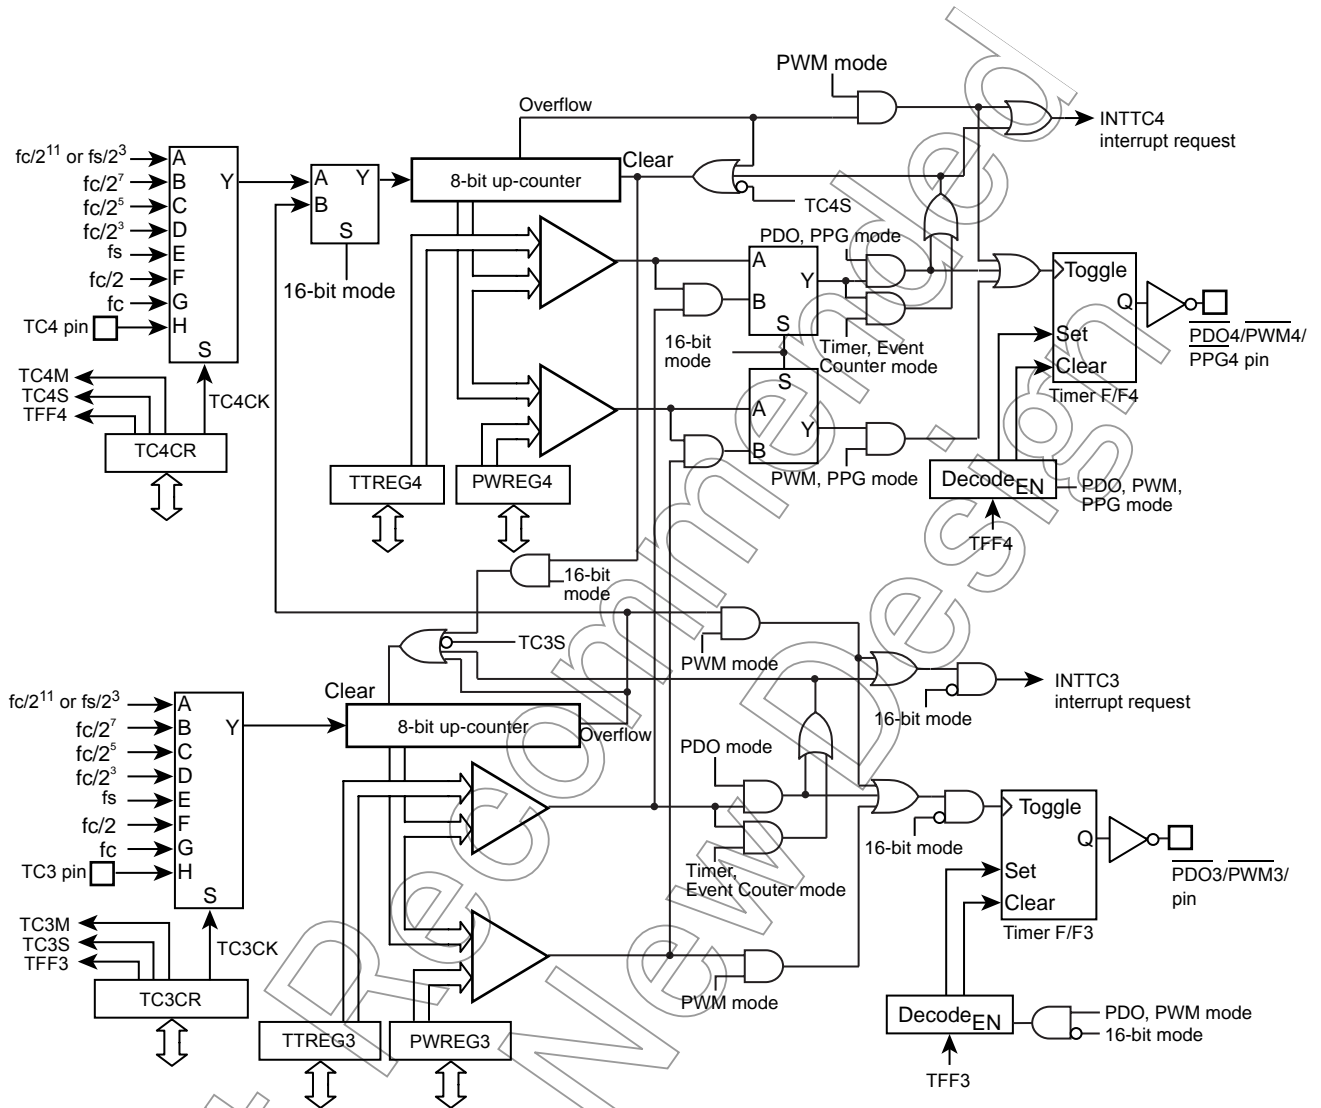 PWM mode
Overflow
INTTC4
interrupt request
fc/2¹¹ or fs/2³
fc/2⁷
fc/2⁵
fc/2³
fs
fc/2
fc
TC4 pin
A
B
C
D
E
F
G
H
Y
S
A
B
Y
S
16-bit mode
8-bit up-counter
Clear
TC4S
PDO, PPG mode
A
B
Y
S
16-bit
mode
Timer, Event
Counter mode
S
A
B
Y
PWM, PPG mode
Toggle
Q
Set
Clear
Timer F/F4
PDO4/PWM4/
PPG4 pin
Decode EN
PDO, PWM,
PPG mode
TFF4
TC4M
TC4S
TFF4
TC4CK
TC4CR
TTREG4
PWREG4
16-bit
mode
TC3S
PWM mode
INTTC3
interrupt request
16-bit mode
fc/2¹¹ or fs/2³
fc/2⁷
fc/2⁵
fc/2³
fs
fc/2
fc
TC3 pin
A
B
C
D
E
F
G
H
Y
S
Clear
8-bit up-counter
Overflow
PDO mode
Timer,
Event Couter mode
16-bit mode
Toggle
Q
Set
Clear
Timer F/F3
PDO3/PWM3/
pin
TC3M
TC3S
TFF3
TC3CK
TC3CR
PWM mode
TTREG3
PWREG3
Decode EN
PDO, PWM mode
16-bit mode
TFF3
Recommended
New Design